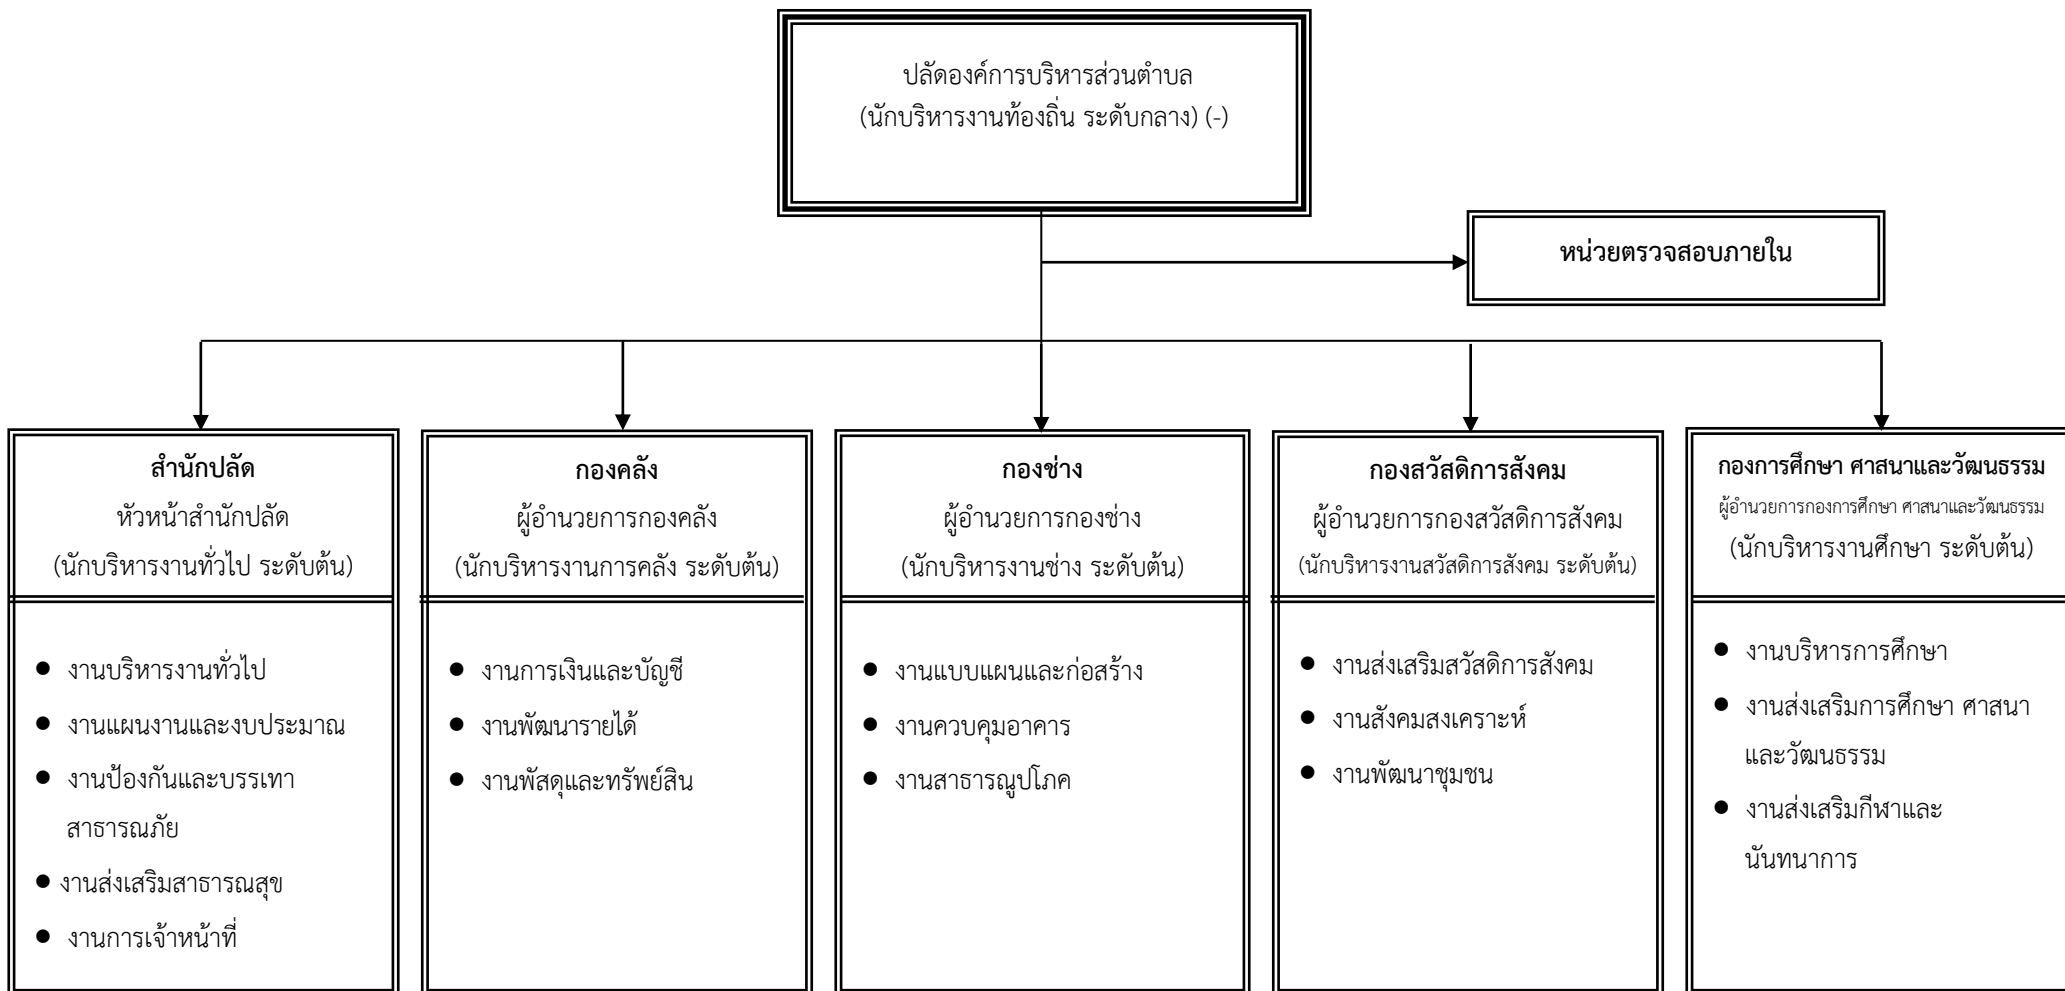 ปลัดองค์การบริหารส่วนตำบล
(นักบริหารงานท้องถิ่น ระดับกลาง) (-)
หน่วยตรวจสอบภายใน
สำนักปลัด
หัวหน้าสำนักปลัด
(นักบริหารงานทั่วไป ระดับต้น)
● งานบริหารงานทั่วไป
● งานแผนงานและงบประมาณ
● งานป้องกันและบรรเทา
สาธารณภัย
● งานส่งเสริมสาธารณสุข
● งานการเจ้าหน้าที่
กองคลัง
ผู้อำนวยการกองคลัง
(นักบริหารงานการคลัง ระดับต้น)
● งานการเงินและบัญชี
● งานพัฒนารายได้
● งานพัสดุและทรัพย์สิน
กองช่าง
ผู้อำนวยการกองช่าง
(นักบริหารงานช่าง ระดับต้น)
● งานแบบแผนและก่อสร้าง
● งานควบคุมอาคาร
● งานสาธารณูปโภค
กองสวัสดิการสังคม
ผู้อำนวยการกองสวัสดิการสังคม
(นักบริหารงานสวัสดิการสังคม ระดับต้น)
● งานส่งเสริมสวัสดิการสังคม
● งานสังคมสงเคราะห์
● งานพัฒนาชุมชน
กองการศึกษา ศาสนาและวัฒนธรรม
ผู้อำนวยการกองการศึกษา ศาสนาและวัฒนธรรม
(นักบริหารงานศึกษา ระดับต้น)
● งานบริหารการศึกษา
● งานส่งเสริมการศึกษา ศาสนา
และวัฒนธรรม
● งานส่งเสริมกีฬาและ
นันทนาการ